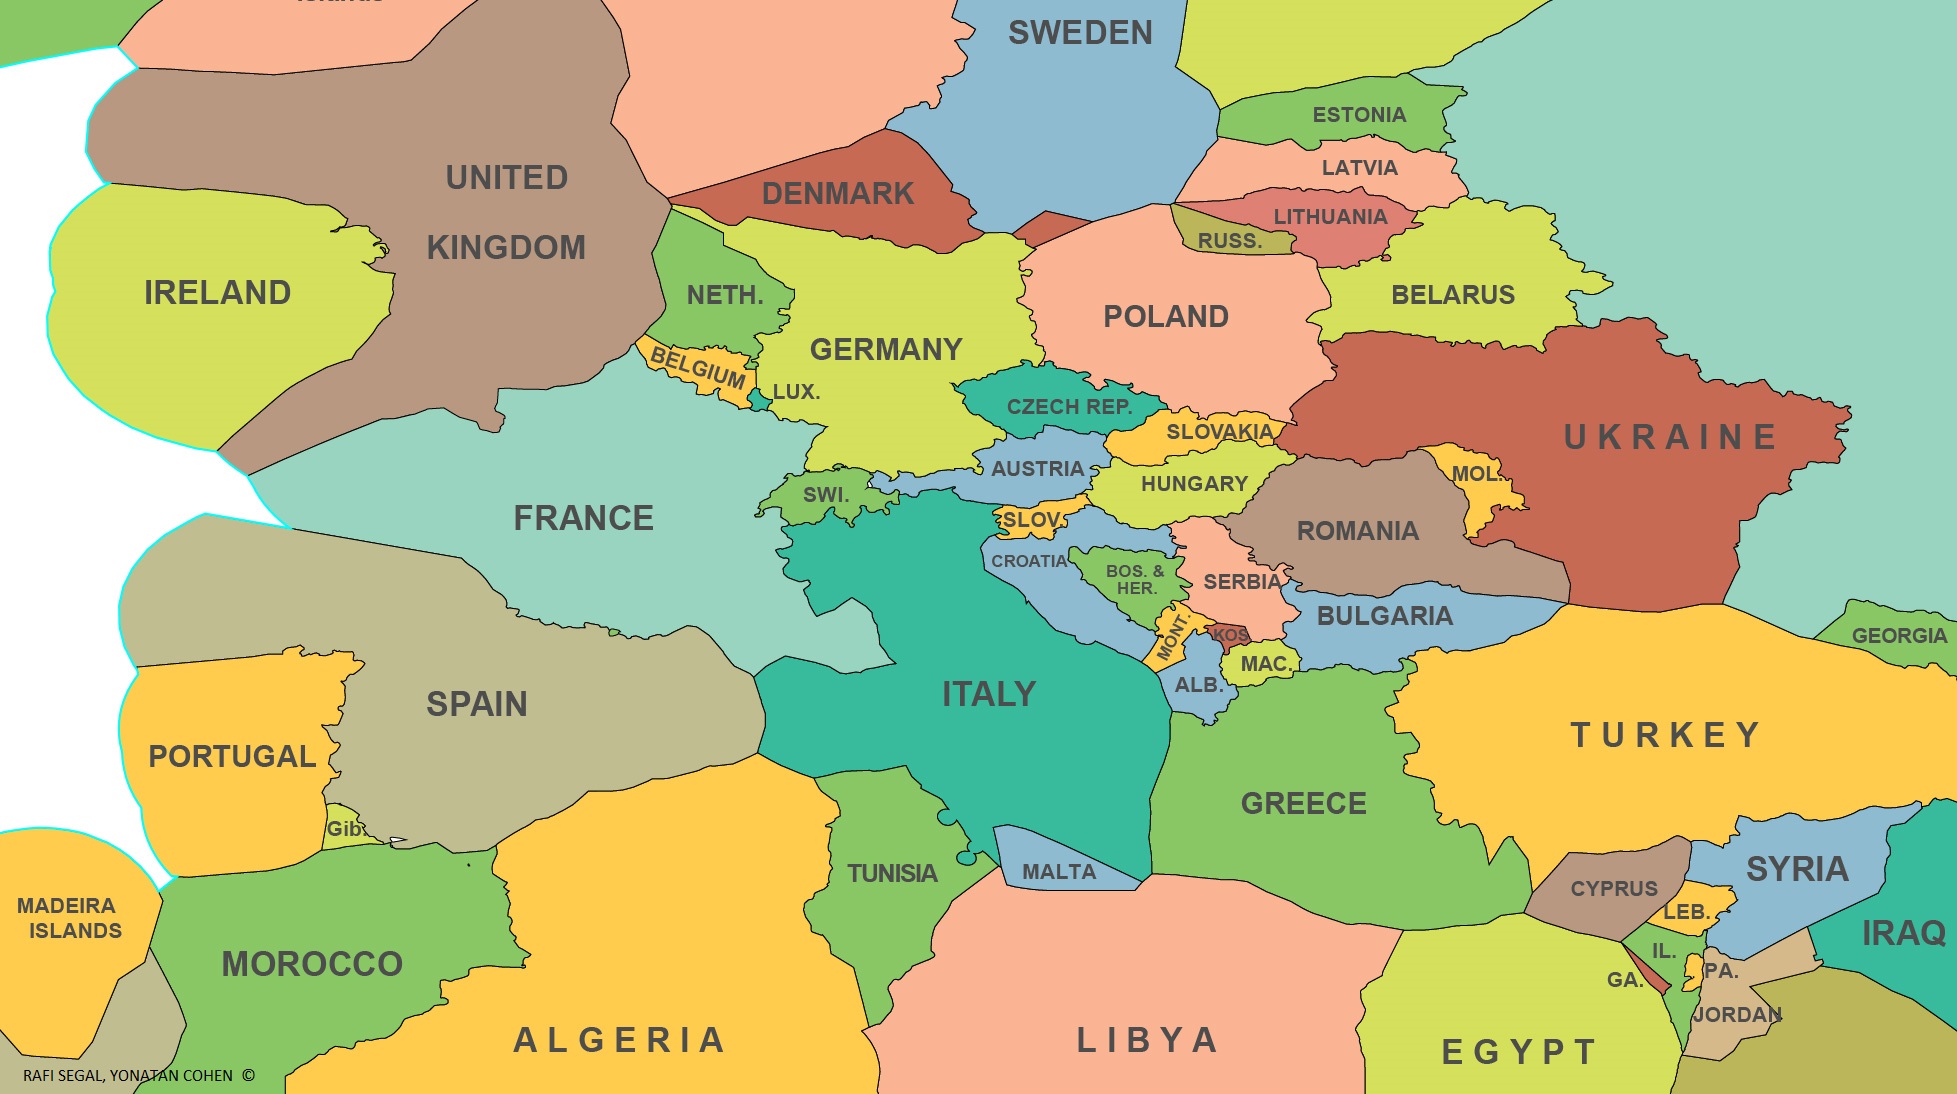 SWEDEN
ESTONIA
LATVIA
UNITED
KINGDOM
DENMARK
LITHUANIA
RUSS.
IRELAND
NETH.
BELARUS
POLAND
GERMANY
BELGIUM
LUX.
CZECH REP.
SLOVAKIA
UKRAINE
AUSTRIA
MOL.
HUNGARY
SWI.
FRANCE
SLOV.
ROMANIA
CROATIA
BOS. &
HER.
SERBIA
BULGARIA
MONT.
KOS
GEORGIA
MAC.
ALB.
ITALY
SPAIN
TURKEY
PORTUGAL
GREECE
Gib.
TUNISIA
MALTA
SYRIA
CYPRUS
MADEIRA
ISLANDS
LEB.
IRAQ
MOROCCO
IL.
PA.
GA.
JORDAN
ALGERIA
LIBYA
EGYPT
RAFI SEGAL, YONATAN COHEN ©